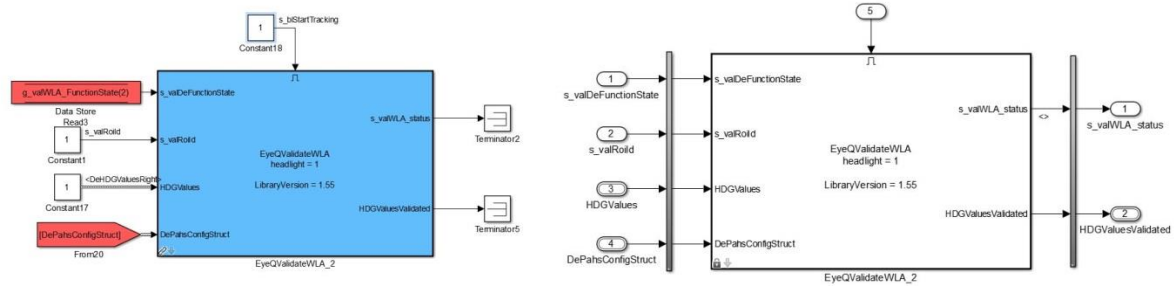 s_blStartTracking
1
Constant18
g_valWLA_FunctionState{2}
Data Store
Read3
s_valDeFunctionState
s_valRoiId
1
Constant1
s_valRoiId
<DeHDGValuesRight>
1
Constant17
HDGValues
[DePahsConfigStruct]
From20
DePahsConfigStruct
EyeQValidateWLA
headlight = 1
LibraryVersion = 1.55
s_valWLA_status
Terminator2
HDGValuesValidated
Terminator5
EyeQValidateWLA_2
5
1
s_valDeFunctionState
2
s_valRoiId
3
HDGValues
4
DePahsConfigStruct
s_valDeFunctionState
s_valRoiId
HDGValues
DePahsConfigStruct
EyeQValidateWLA
headlight = 1
LibraryVersion = 1.55
s_valWLA_status
<>
HDGValuesValidated
1
s_valWLA_status
2
HDGValuesValidated
EyeQValidateWLA_2